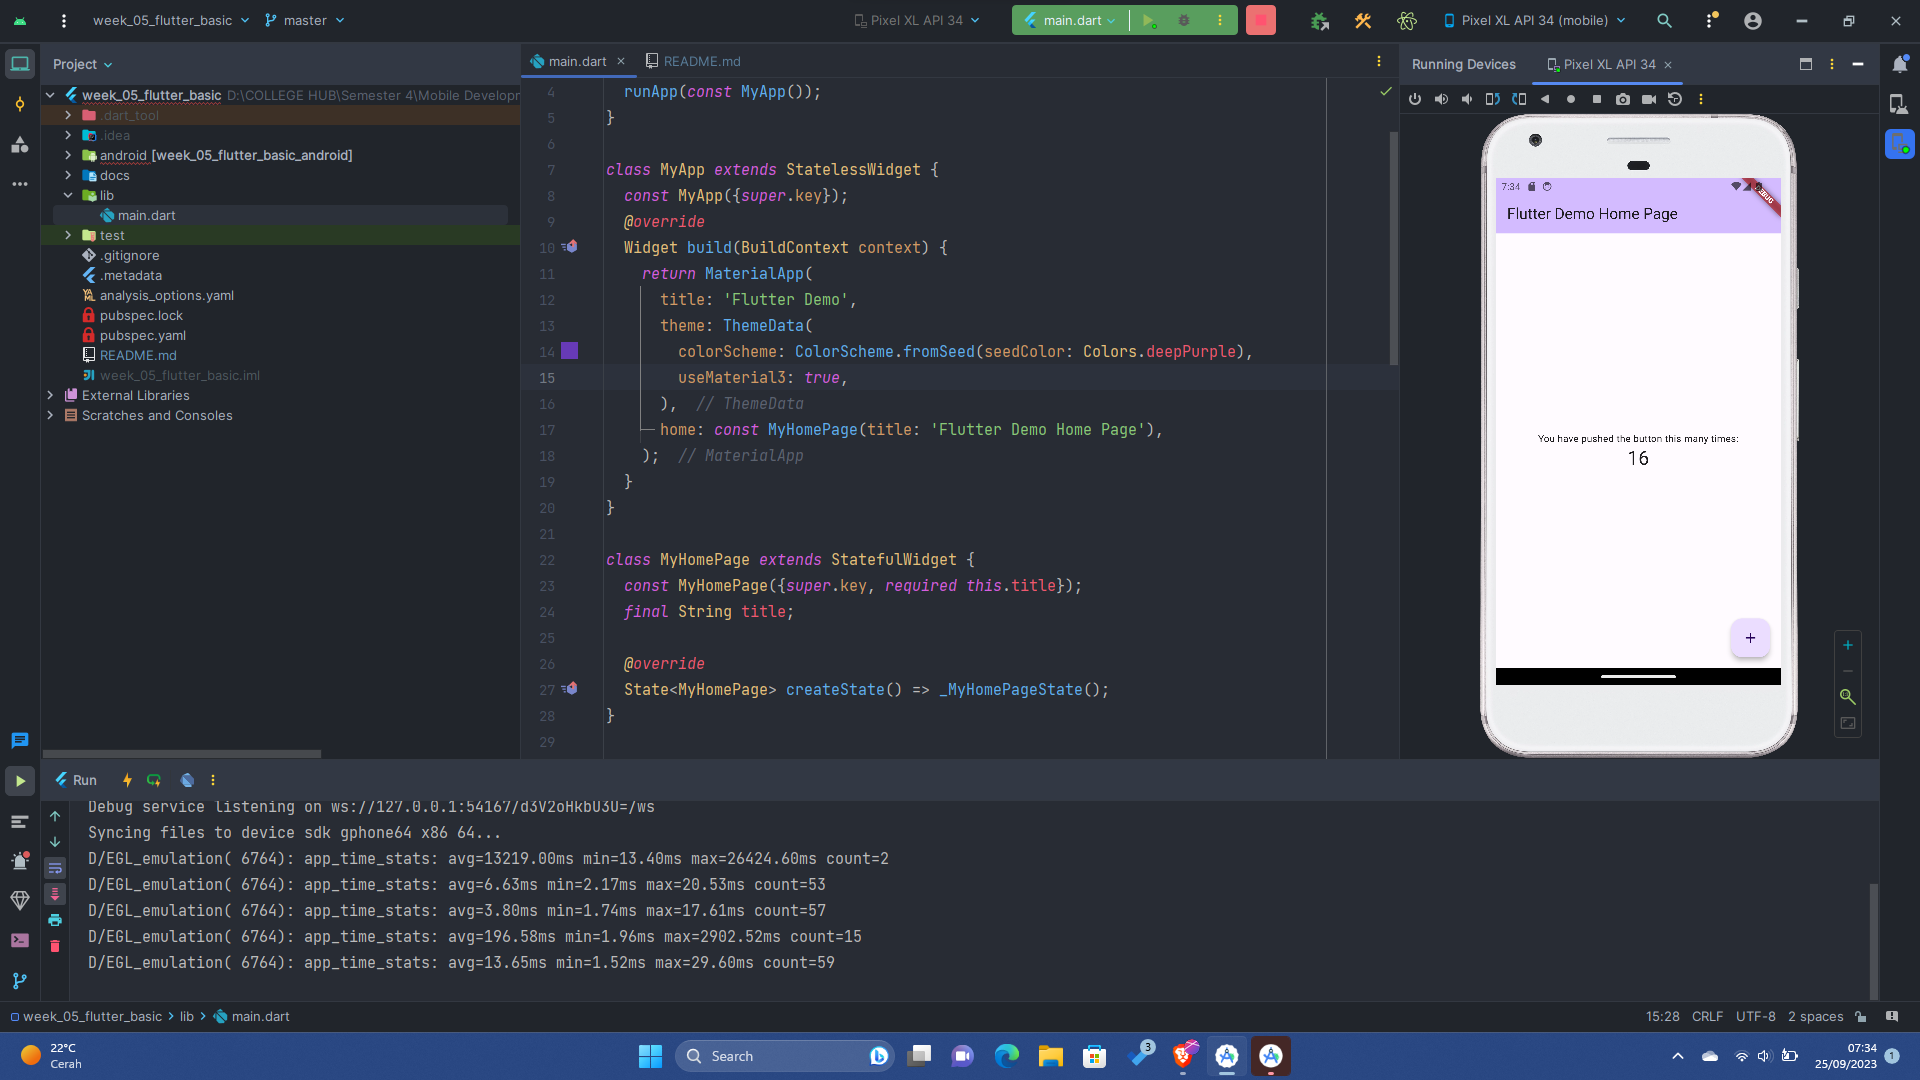 week_05_flutter_basic
master
Pixel XL API 34
main.dart
Pixel XL API 34 (mobile)
Project
main.dart
README.md
Running Devices
Pixel XL API 34
week_05_flutter_basic D:\COLLEGE HUB\Semester 4\Mobile Developr
.dart_tool
.idea
android [week_05_flutter_basic_android]
docs
lib
main.dart
test
.gitignore
.metadata
analysis_options.yaml
pubspec.lock
pubspec.yaml
README.md
week_05_flutter_basic.iml
External Libraries
Scratches and Consoles
4 runApp(const MyApp());
5 }
6
7 class MyApp extends StatelessWidget {
8 const MyApp({super.key});
9 @override
10 Widget build(BuildContext context) {
11 return MaterialApp(
12 title: 'Flutter Demo',
13 theme: ThemeData(
14 colorScheme: ColorScheme.fromSeed(seedColor: Colors.deepPurple),
15 useMaterial3: true,
16 ), // ThemeData
17 home: const MyHomePage(title: 'Flutter Demo Home Page'),
18 ); // MaterialApp
19 }
20 }
21
22 class MyHomePage extends StatefulWidget {
23 const MyHomePage({super.key, required this.title});
24 final String title;
25
26 @override
27 State<MyHomePage> createState() => _MyHomePageState();
28 }
29
7:34
DEBUG
Flutter Demo Home Page
You have pushed the button this many times:
16
+
Run
Debug service listening on ws://127.0.0.1:54167/d3V2oHkbU3U=/ws
Syncing files to device sdk gphone64 x86 64...
D/EGL_emulation( 6764): app_time_stats: avg=13219.00ms min=13.40ms max=26424.60ms count=2
D/EGL_emulation( 6764): app_time_stats: avg=6.63ms min=2.17ms max=20.53ms count=53
D/EGL_emulation( 6764): app_time_stats: avg=3.80ms min=1.74ms max=17.61ms count=57
D/EGL_emulation( 6764): app_time_stats: avg=196.58ms min=1.96ms max=2902.52ms count=15
D/EGL_emulation( 6764): app_time_stats: avg=13.65ms min=1.52ms max=29.60ms count=59
week_05_flutter_basic > lib > main.dart
15:28 CRLF UTF-8 2 spaces
22°C
Cerah
Search
3
07:34
25/09/2023
1